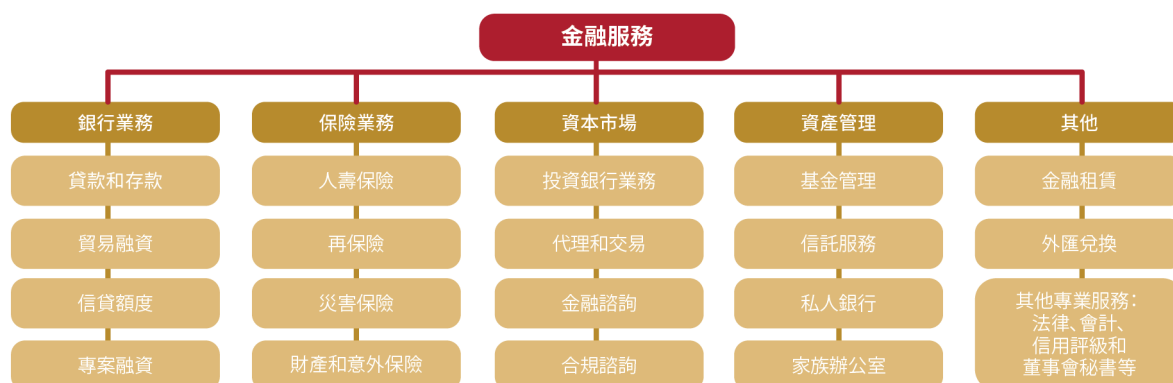 金融服務
銀行業務
貸款和存款
貿易融資
信貸額度
專案融資
保險業務
人壽保險
再保險
災害保險
財產和意外保險
資本市場
投資銀行業務
代理和交易
金融諮詢
合規諮詢
資產管理
基金管理
信託服務
私人銀行
家族辦公室
其他
金融租賃
外匯兌換
其他專業服務：
法律、會計、
信用評級和
董事會秘書等